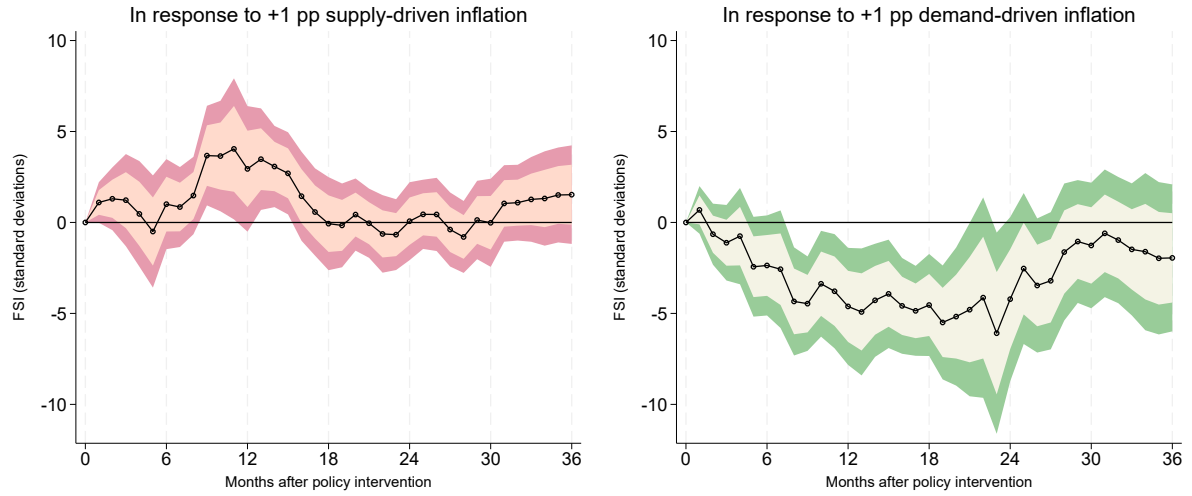 In response to +1 pp supply-driven inflation
10
5
0
-5
-10
FSI (standard deviations)
0 6 12 18 24 30 36
Months after policy intervention
In response to +1 pp demand-driven inflation
10
5
0
-5
-10
FSI (standard deviations)
0 6 12 18 24 30 36
Months after policy intervention